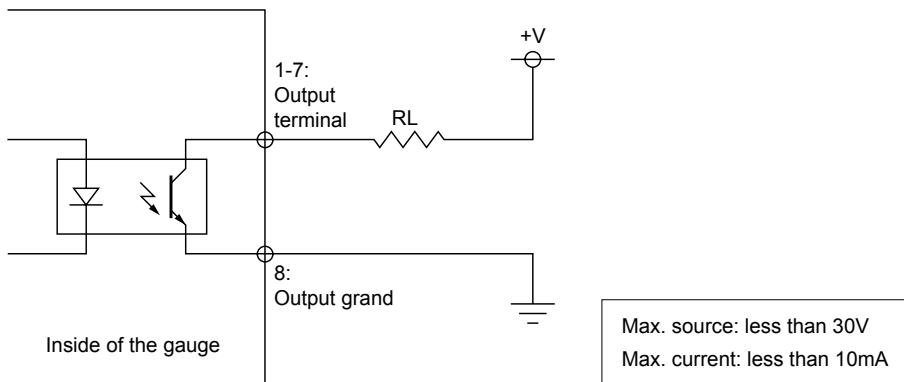 +V
1-7:
Output
terminal
RL
8:
Output grand
Inside of the gauge
Max. source: less than 30V
Max. current: less than 10mA